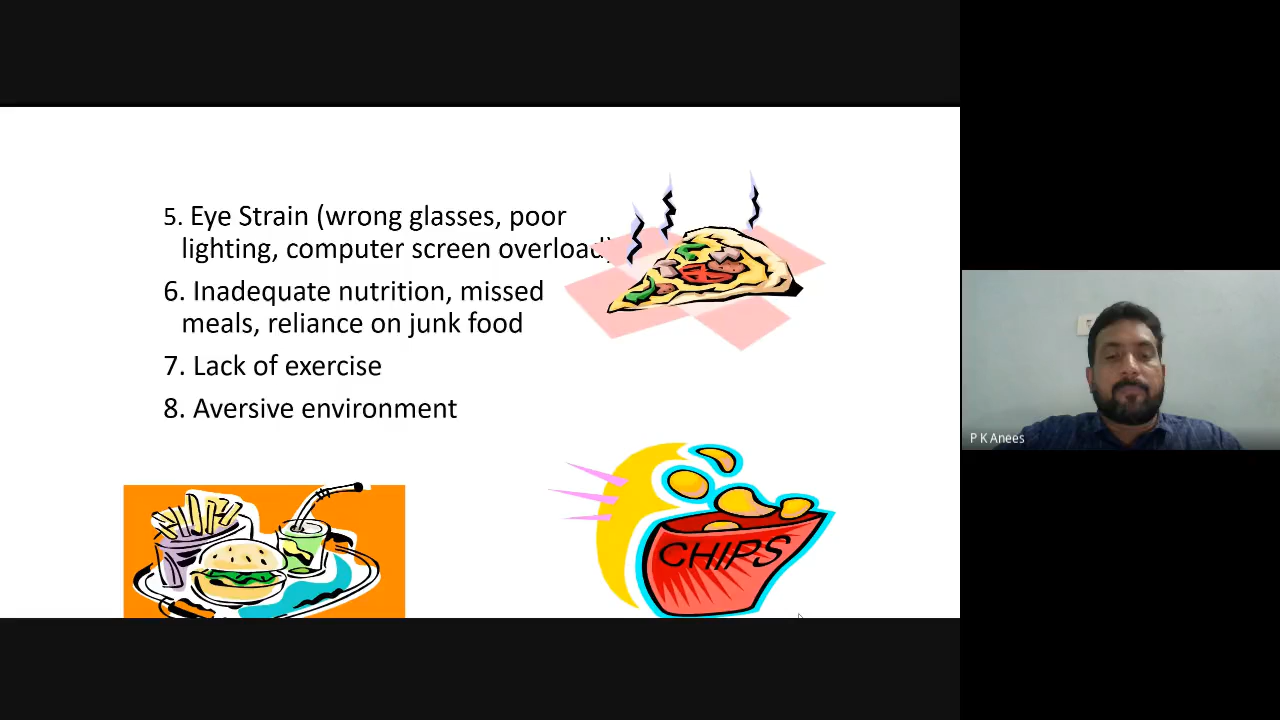 5. Eye Strain (wrong glasses, poor
lighting, computer screen overload)
6. Inadequate nutrition, missed
meals, reliance on junk food
7. Lack of exercise
8. Aversive environment
CHIPS
P K Anees